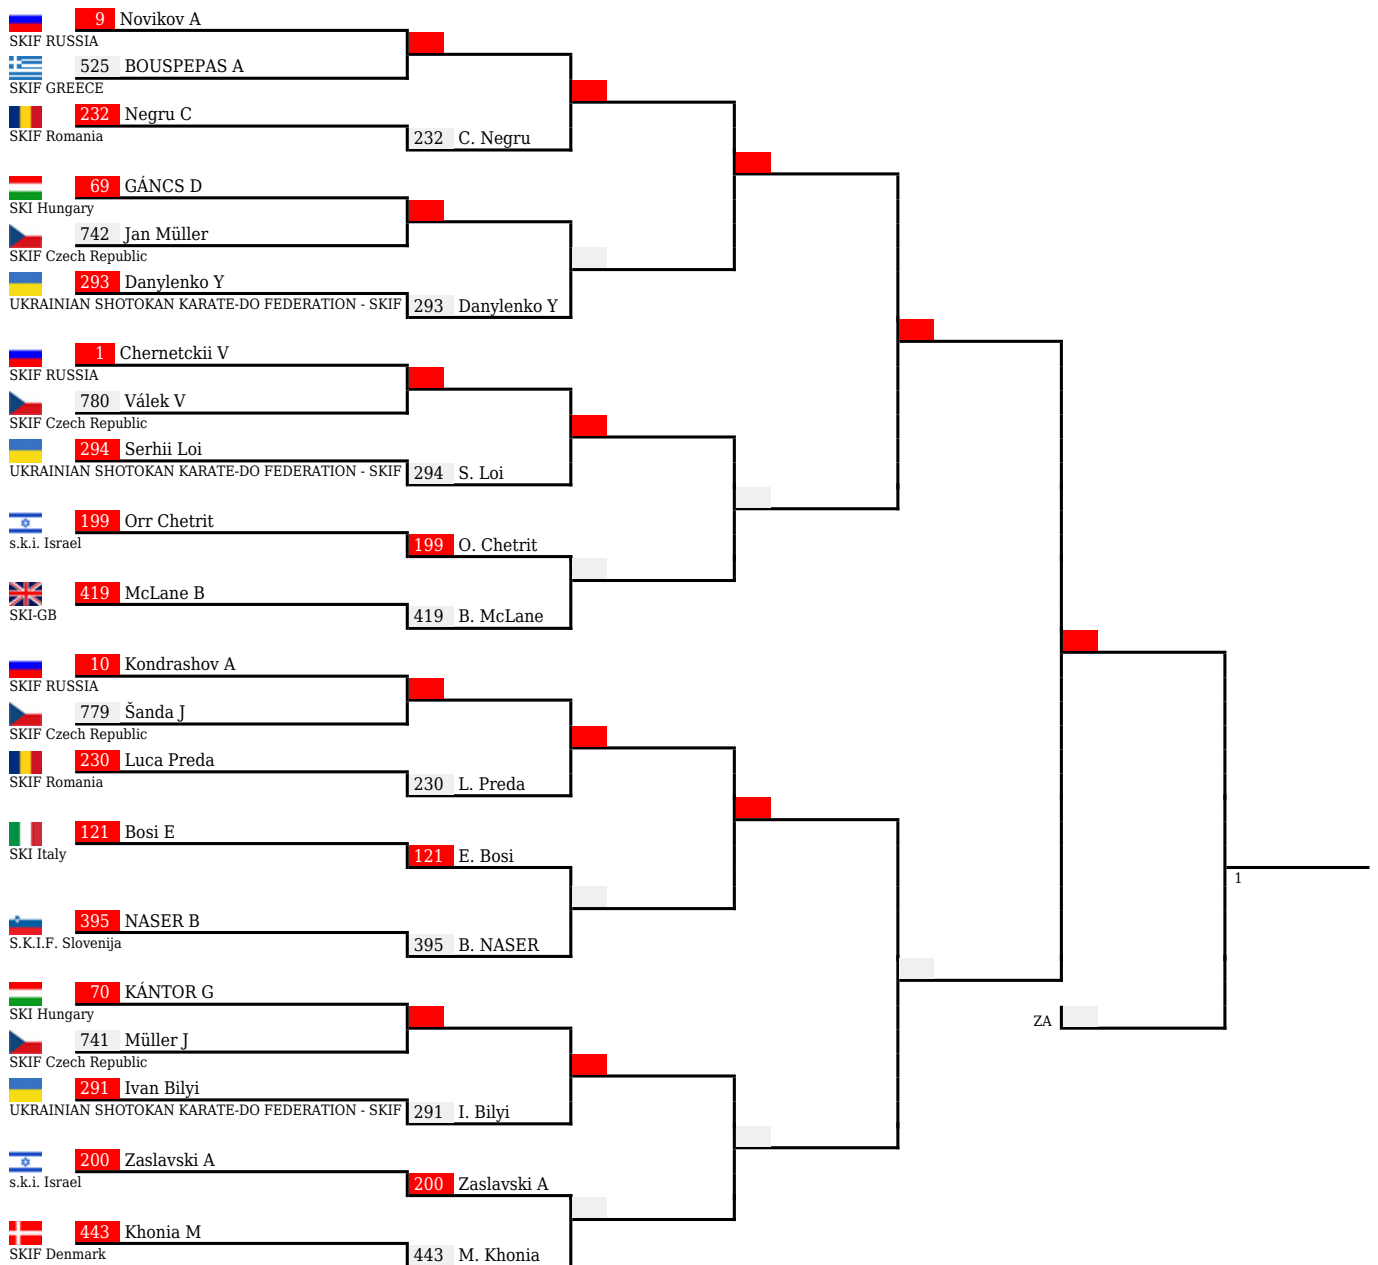 9 Novikov A
SKIF RUSSIA
525 BOUSPEPAS A
SKIF GREECE
232 Negru C
SKIF Romania
232 C. Negru
69 GÁNCS D
SKI Hungary
742 Jan Müller
SKIF Czech Republic
293 Danylenko Y
UKRAINIAN SHOTOKAN KARATE-DO FEDERATION - SKIF
293 Danylenko Y
1 Chernetckii V
SKIF RUSSIA
780 Válek V
SKIF Czech Republic
294 Serhii Loi
UKRAINIAN SHOTOKAN KARATE-DO FEDERATION - SKIF
294 S. Loi
199 Orr Chetrit
s.k.i. Israel
199 O. Chetrit
419 McLane B
SKI-GB
419 B. McLane
10 Kondrashov A
SKIF RUSSIA
779 Šanda J
SKIF Czech Republic
230 Luca Preda
SKIF Romania
230 L. Preda
121 Bosi E
SKI Italy
121 E. Bosi
1
395 NASER B
S.K.I.F. Slovenija
395 B. NASER
70 KÁNTOR G
SKI Hungary
ZA
741 Müller J
SKIF Czech Republic
291 Ivan Bilyi
UKRAINIAN SHOTOKAN KARATE-DO FEDERATION - SKIF
291 I. Bilyi
200 Zaslavski A
s.k.i. Israel
200 Zaslavski A
443 Khonia M
SKIF Denmark
443 M. Khonia